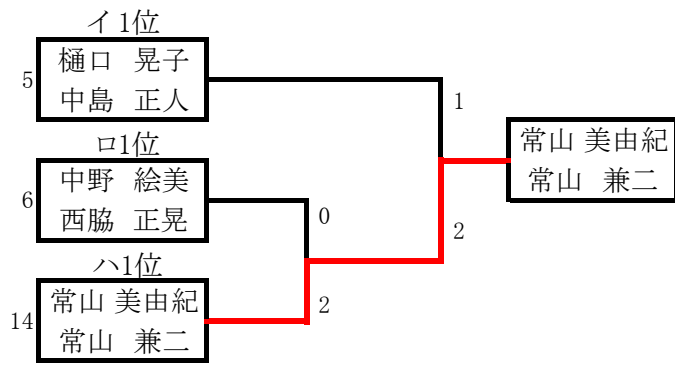 イ1位
5
樋口 晃子
中島 正人
1
常山 美由紀
常山 兼二
ロ1位
6
中野 絵美
西脇 正晃
0
2
ハ1位
14
常山 美由紀
常山 兼二
2